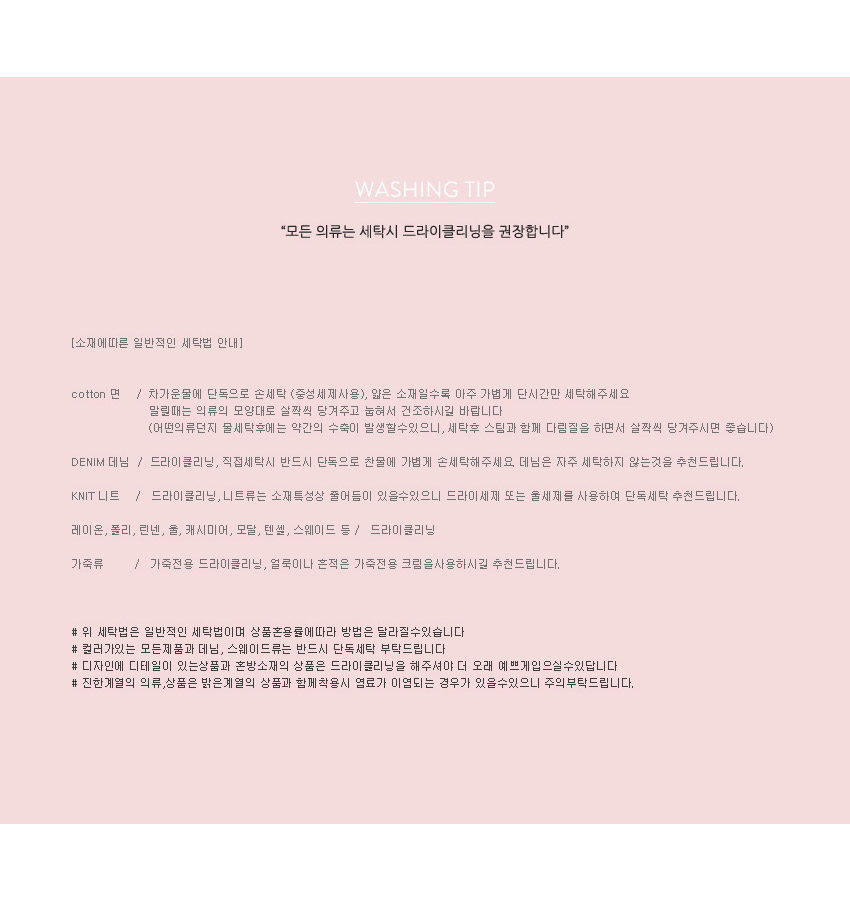 WASHING TIP
“모든 의류는 세탁시 드라이클리닝을 권장합니다”
[소재에따른 일반적인 세탁법 안내]
cotton 면 / 차가운물에 단독으로 손세탁 (중성세제사용), 얇은 소재일수록 아주 가볍게 단시간만 세탁해주세요
말릴때는 의류의 모양대로 살짝씩 당겨주고 눕혀서 건조하시길 바랍니다
(어떤의류던지 물세탁후에는 약간의 수축이 발생할수있으니, 세탁후 스팀과 함께 다림질을 하면서 살짝씩 당겨주시면 좋습니다)
DENIM 데님 / 드라이클리닝, 직접세탁시 반드시 단독으로 찬물에 가볍게 손세탁해주세요. 데님은 자주 세탁하지 않는것을 추천드립니다.
KNIT 니트 / 드라이클리닝, 니트류는 소재특성상 줄어듬이 있을수있으니 드라이세제 또는 울세제를 사용하여 단독세탁 추천드립니다.
레이온, 폴리, 린넨, 울, 캐시미어, 모달, 텐셀, 스웨이드 등 / 드라이클리닝
가죽류 / 가죽전용 드라이클리닝, 얼룩이나 흔적은 가죽전용 크림을사용하시길 추천드립니다.
# 위 세탁법은 일반적인 세탁법이며 상품혼용률에따라 방법은 달라질수있습니다
# 컬러가있는 모든제품과 데님, 스웨이드류는 반드시 단독세탁 부탁드립니다
# 디자인에 디테일이 있는상품과 혼방소재의 상품은 드라이클리닝을 해주셔야 더 오래 예쁘게입으실수있답니다
# 진한계열의 의류,상품은 밝은계열의 상품과 함께착용시 염료가 이염되는 경우가 있을수있으니 주의부탁드립니다.